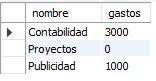 nombre gastos
Contabilidad 3000
Proyectos 0
Publicidad 1000